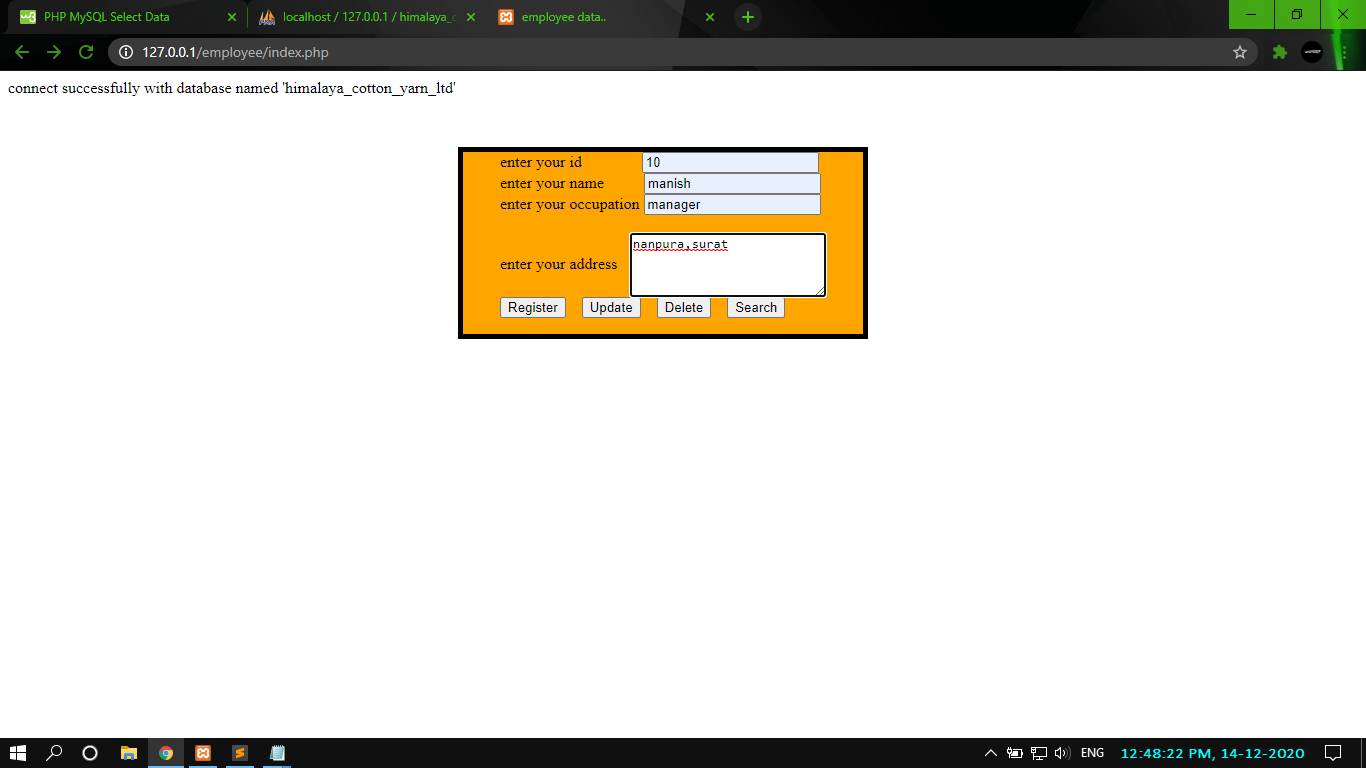 PHP MySQL Select Data
localhost / 127.0.0.1 / himalaya_c
employee data..
127.0.0.1/employee/index.php
connect successfully with database named 'himalaya_cotton_yarn_ltd'
enter your id 10
enter your name manish
enter your occupation manager
enter your address nanpura,surat
Register Update Delete Search
ENG 12:48:22 PM, 14-12-2020